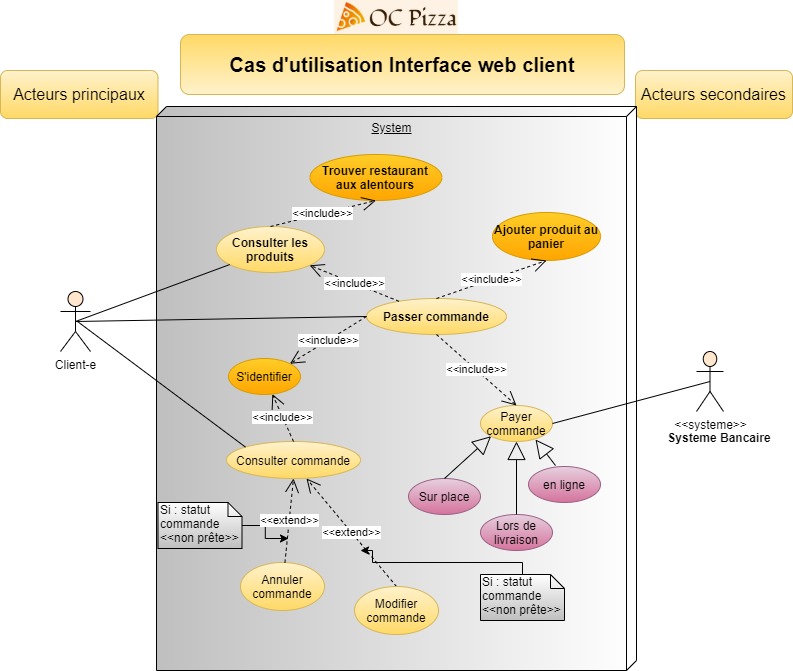 OC Pizza
Cas d'utilisation Interface web client
Acteurs principaux
Acteurs secondaires
System
Trouver restaurant
aux alentours
<<include>>
Ajouter produit au
panier
Consulter les
produits
<<include>>
<<include>>
Passer commande
<<include>>
Client-e
S'identifier
<<include>>
<<include>>
Payer
commande
<<systeme>>
Systeme Bancaire
Consulter commande
en ligne
Sur place
Si : statut
commande
<<non prête>>
<<extend>>
<<extend>>
Lors de
livraison
Annuler
commande
Si : statut
commande
<<non prête>>
Modifier
commande